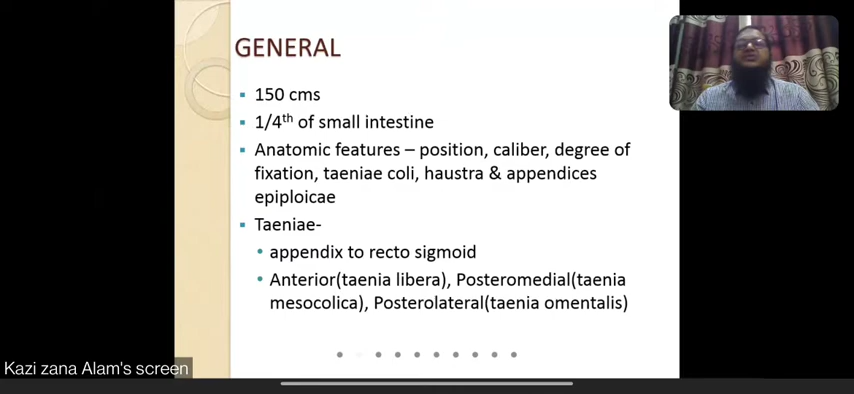 GENERAL
150 cms
1/4th of small intestine
Anatomic features – position, caliber, degree of
fixation, taeniae coli, haustra & appendices
epiploicae
Taeniae-
appendix to recto sigmoid
Anterior(taenia libera), Posteromedial(taenia
mesocolica), Posterolateral(taenia omentalis)
Kazi zana Alam's screen